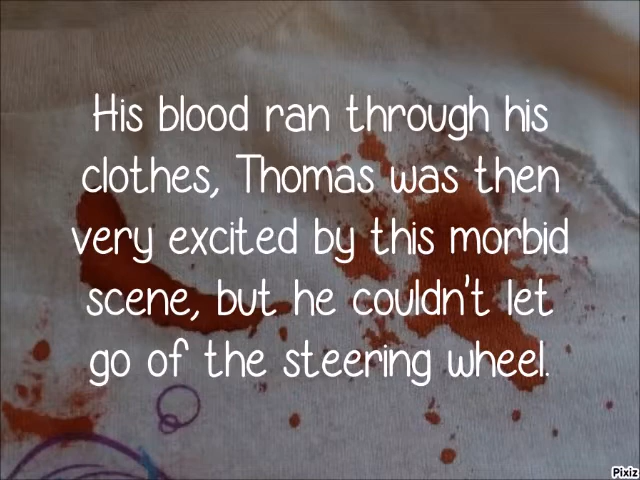 His blood ran through his
clothes, Thomas was then
very excited by this morbid
scene, but he couldn't let
go of the steering wheel.
Pixiz